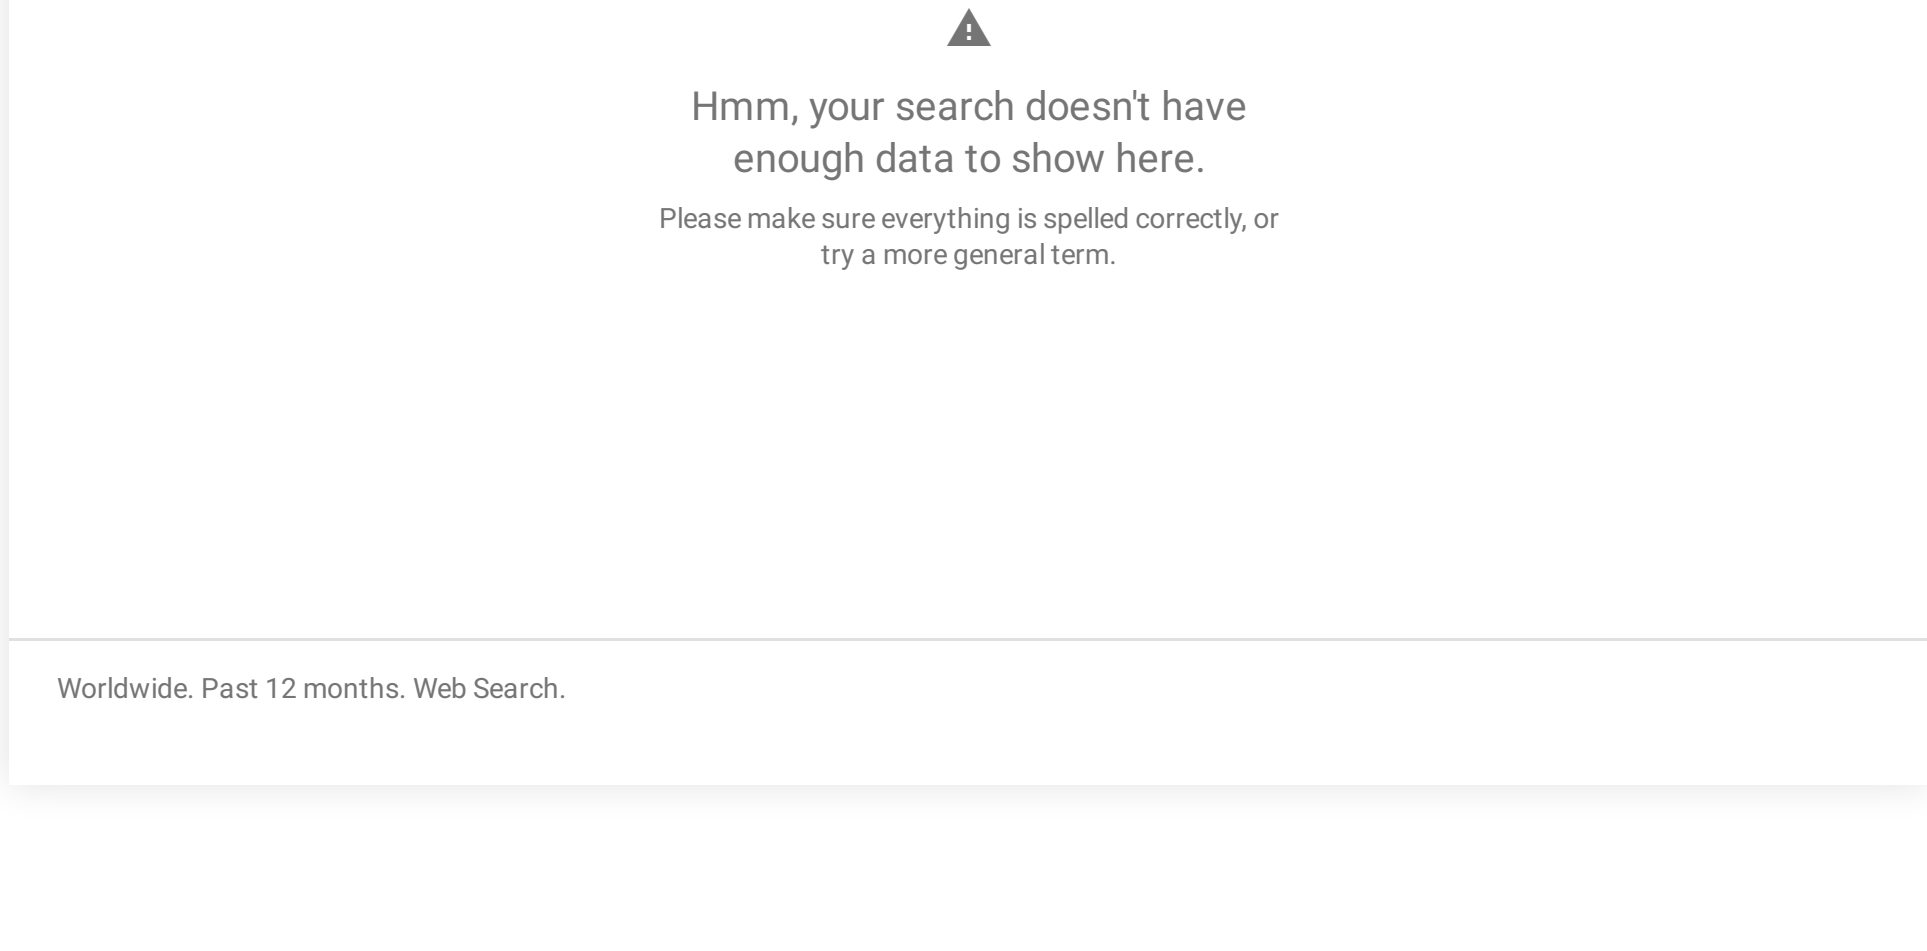 Hmm, your search doesn't have
enough data to show here.
Please make sure everything is spelled correctly, or
try a more general term.
Worldwide. Past 12 months. Web Search.